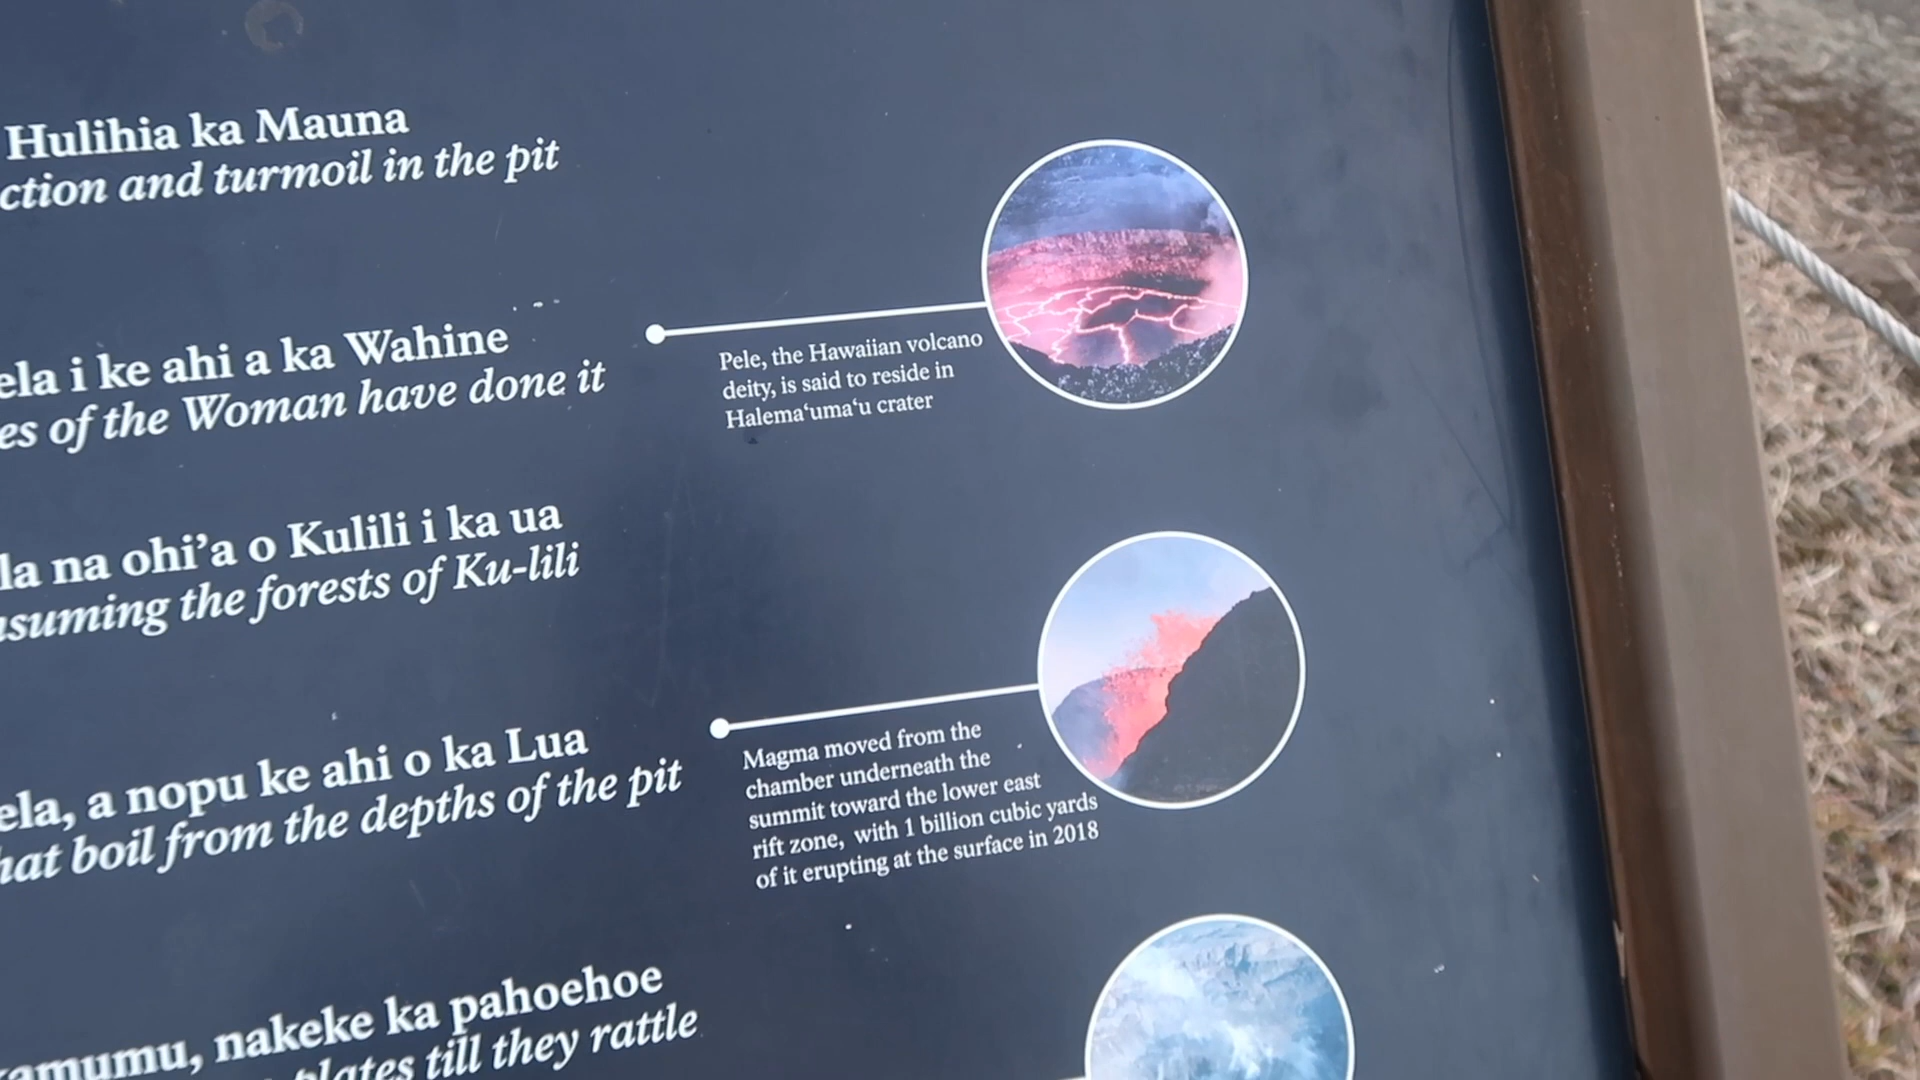 Hulihia ka Mauna
ction and turmoil in the pit
ela i ke ahi a ka Wahine
es of the Woman have done it
Pele, the Hawaiian volcano
deity, is said to reside in
Halema‘uma‘u crater
la na ohi’a o Kulili i ka ua
suming the forests of Ku-lili
ela, a nopu ke ahi o ka Lua
hat boil from the depths of the pit
Magma moved from the
chamber underneath the
summit toward the lower east
rift zone, with 1 billion cubic yards
of it erupting at the surface in 2018
amumu, nakeke ka pahoehoe
plates till they rattle